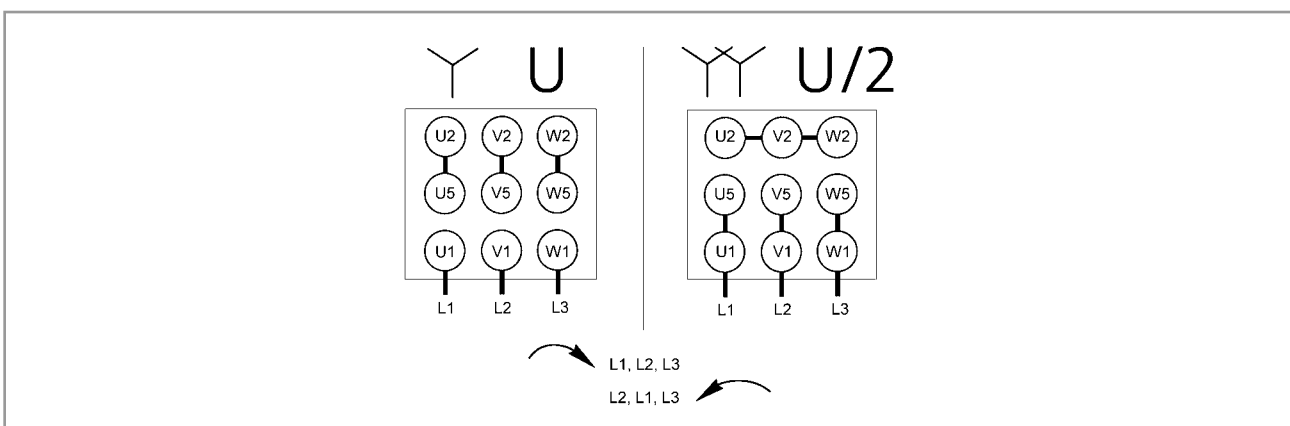 U U/2
U2 V2 W2 U2 V2 W2
U5 V5 W5 U5 V5 W5
U1 V1 W1 U1 V1 W1
L1 L2 L3 L1 L2 L3
L1, L2, L3
L2, L1, L3